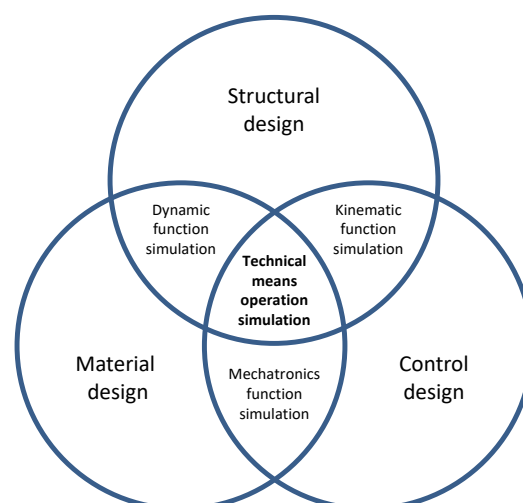 Structural
design
Dynamic
function
simulation
Kinematic
function
simulation
Technical
means
operation
simulation
Material
design
Mechatronics
function
simulation
Control
design